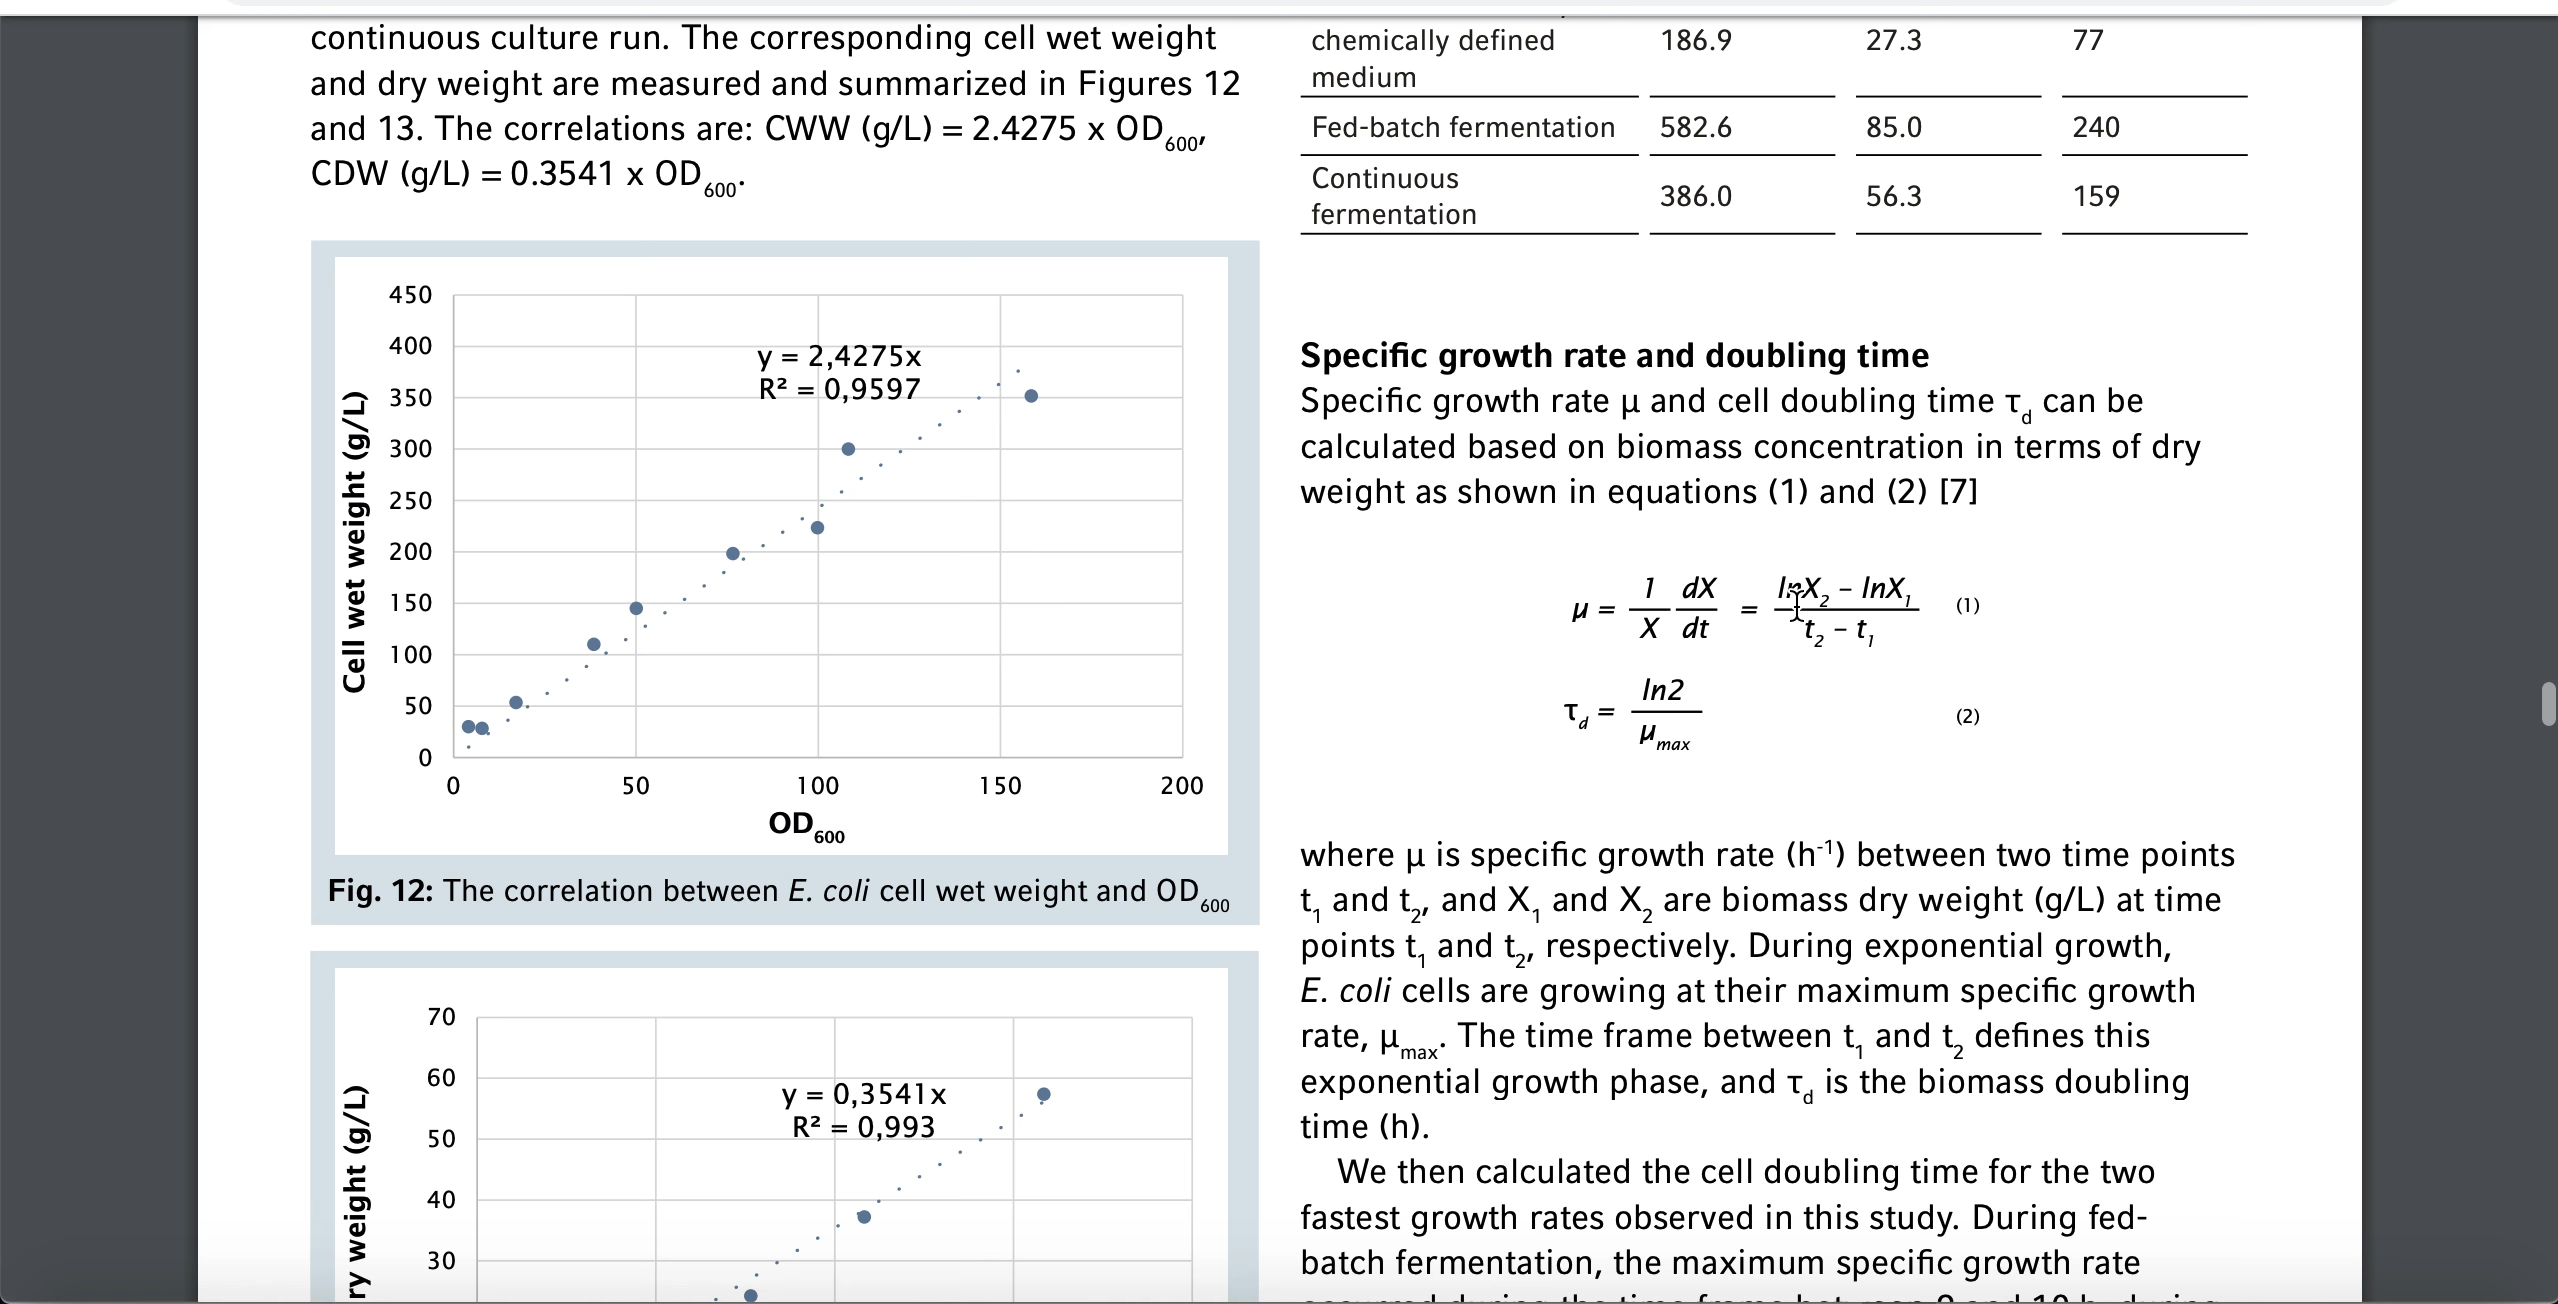 continuous culture run. The corresponding cell wet weight
and dry weight are measured and summarized in Figures 12
and 13. The correlations are: CWW (g/L) = 2.4275 x OD600,
CDW (g/L) = 0.3541 x OD600.
450
400
350
300
250
200
150
100
50
0
Cell wet weight (g/L)
y = 2,4275x
R² = 0,9597
0 50 100 150 200
OD600
Fig. 12: The correlation between E. coli cell wet weight and OD600
70
60
50
40
30
ry weight (g/L)
y = 0,3541x
R² = 0,993
chemically defined
medium 186.9 27.3 77
Fed-batch fermentation 582.6 85.0 240
Continuous
fermentation 386.0 56.3 159
Specific growth rate and doubling time
Specific growth rate μ and cell doubling time τd can be
calculated based on biomass concentration in terms of dry
weight as shown in equations (1) and (2) [7]
μ = 1/X dX/dt = lnX2 – lnX1 / t2 – t1 (1)
τd = ln2 / μmax (2)
where μ is specific growth rate (h-1) between two time points
t1 and t2, and X1 and X2 are biomass dry weight (g/L) at time
points t1 and t2, respectively. During exponential growth,
E. coli cells are growing at their maximum specific growth
rate, μmax. The time frame between t1 and t2 defines this
exponential growth phase, and τd is the biomass doubling
time (h).
We then calculated the cell doubling time for the two
fastest growth rates observed in this study. During fed-
batch fermentation, the maximum specific growth rate